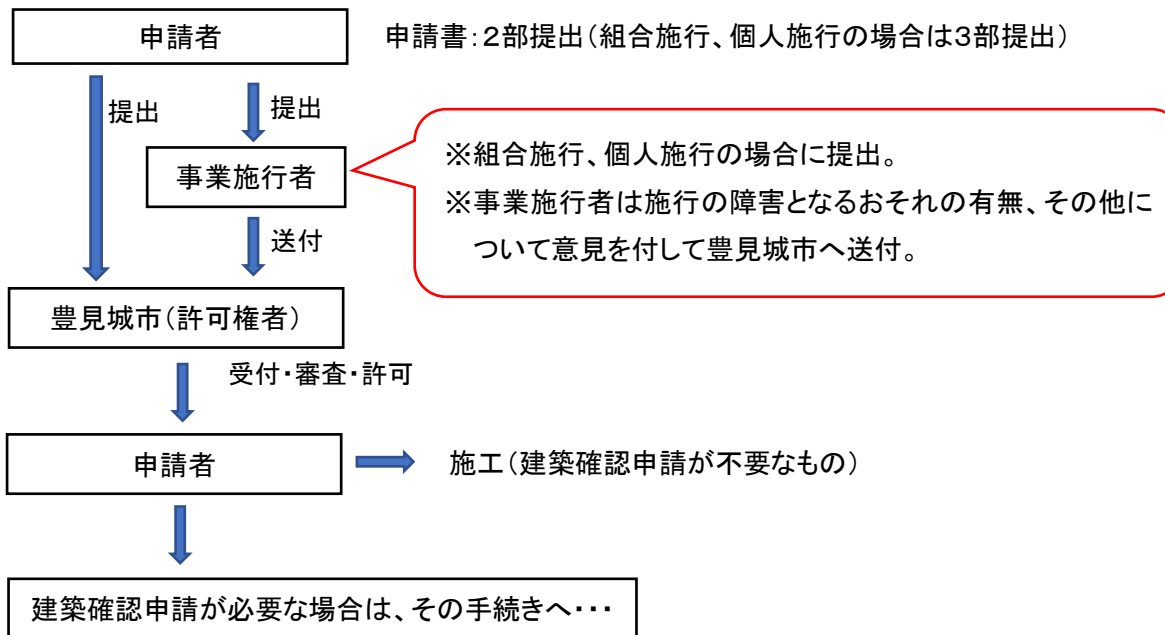 申請者
申請書:2部提出(組合施行、個人施行の場合は3部提出)
提出
提出
事業施行者
※組合施行、個人施行の場合に提出。
※事業施行者は施行の障害となるおそれの有無、その他に
ついて意見を付して豊見城市へ送付。
送付
豊見城市(許可権者)
受付・審査・許可
申請者
施工(建築確認申請が不要なもの)
建築確認申請が必要な場合は、その手続きへ・・・